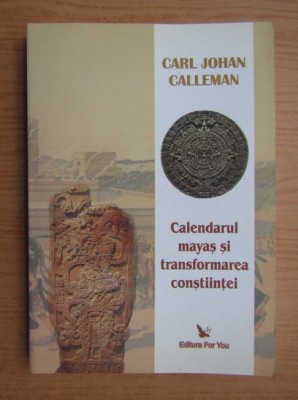 CARL JOHAN
CALLEMAN
Calendarul
mayaș și
transformarea
conștiinței
Editura For You